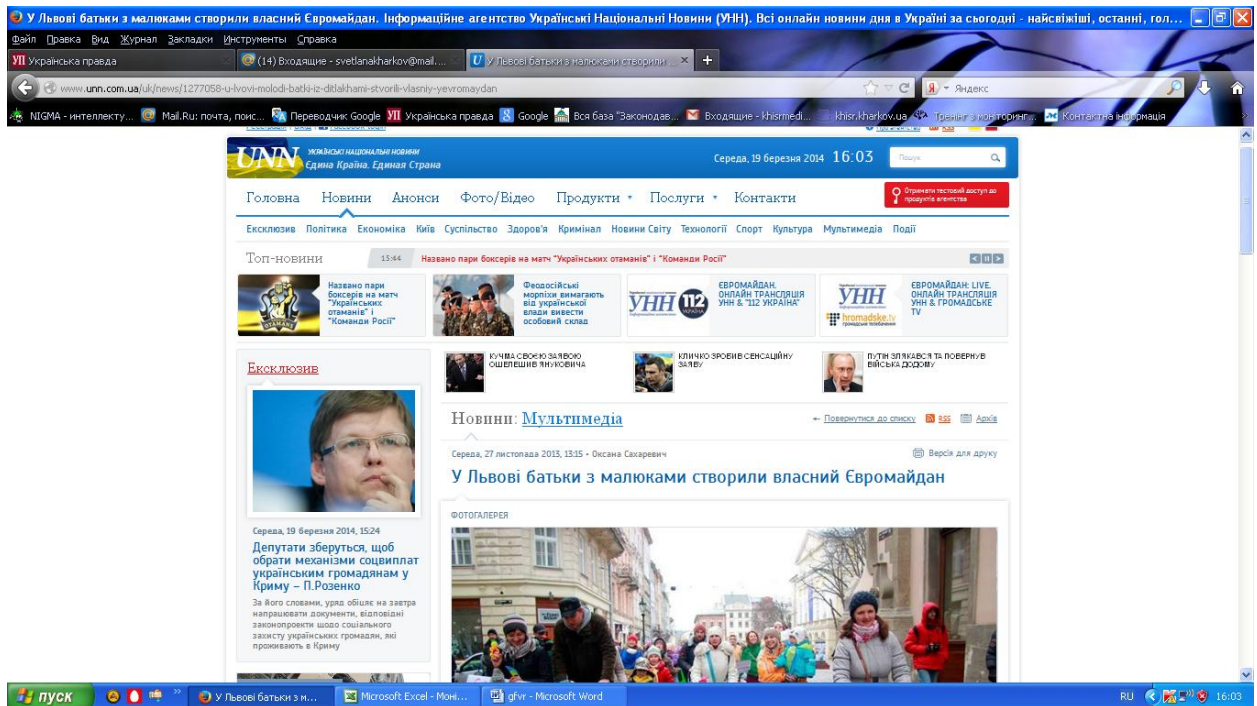 У Львові батьки з малюками створили власний Євромайдан. Інформаційне агентство Українські Національні Новини (УНН). Всі онлайн новини дня в Україні за сьогодні - найсвіжіші, останні, гол...
Файл Правка Вид Журнал Закладки Инструменты Справка
УП Українська правда
(14) Входящие - svetlanakharkov@mail....
У Львові батьки з малюками створили ...
www.unn.com.ua/uk/news/1277058-u-lvovi-molodi-batki-iz-ditlakhami-stvorili-vlasniy-yevromaydan
Яндекс
NIGMA - интеллекту... Mail.Ru: почта, поис... Переводчик Google УП Українська правда Google Вся база "Законодав... Входящие - khisrmedi... khisr.kharkov.ua Тренінг з моніторинг... Контактна інформація
UNN УКРАЇНСЬКІ НАЦІОНАЛЬНІ НОВИНИ
Єдина Країна. Единая Страна
Середа, 19 березня 2014 16:03
Пошук
Головна Новини Анонси Фото/Відео Продукти Послуги Контакти
Отримати тестовий доступ до
продуктів агентства
Ексклюзив Політика Економіка Київ Суспільство Здоров'я Кримінал Новини Світу Технології Спорт Культура Мультимедіа Події
Топ-новини
15:44 Названо пари боксерів на матч "Українських отаманів" і "Команди Росії"
Названо пари
боксерів на матч
"Українських
отаманів" і
"Команди Росії"
Феодосійські
морпіхи вимагають
від української
влади вивести
особовий склад
УНН 112
ЄВРОМАЙДАН.
ОНЛАЙН ТРАНСЛЯЦІЯ
УНН & "112 УКРАЇНА"
УНН
hromadske.tv
громадське телебачення
ЄВРОМАЙДАН: LIVE.
ОНЛАЙН ТРАНСЛЯЦІЯ
УНН & ГРОМАДСЬКЕ
TV
КУЧМА СВОЄЮ ЗАЯВОЮ
ОШЕЛЕШИВ ЯНУКОВИЧА
КЛИЧКО ЗРОБИВ СЕНСАЦІЙНУ
ЗАЯВУ
ПУТІН ЗЛЯКАВСЯ ТА ПОВЕРНУВ
ВІЙСЬКА ДОДОМУ
Ексклюзив
Середа, 19 березня 2014, 15:24
Депутати зберуться, щоб
обрати механізми соцвиплат
українським громадянам у
Криму – П.Розенко
За його словами, уряд обіцяє на завтра
напрацювати документи, відповідні
законопроекти щодо соціального
захисту українських громадян, які
проживають в Криму
Новини: Мультимедіа
← Повернутися до списку RSS Архів
Середа, 27 листопада 2013, 13:15 • Оксана Сахаревич
Версія для друку
У Львові батьки з малюками створили власний Євромайдан
ФОТОГАЛЕРЕЯ
пуск
У Львові батьки з м...
Microsoft Excel - Моні...
gfvr - Microsoft Word
RU 16:03